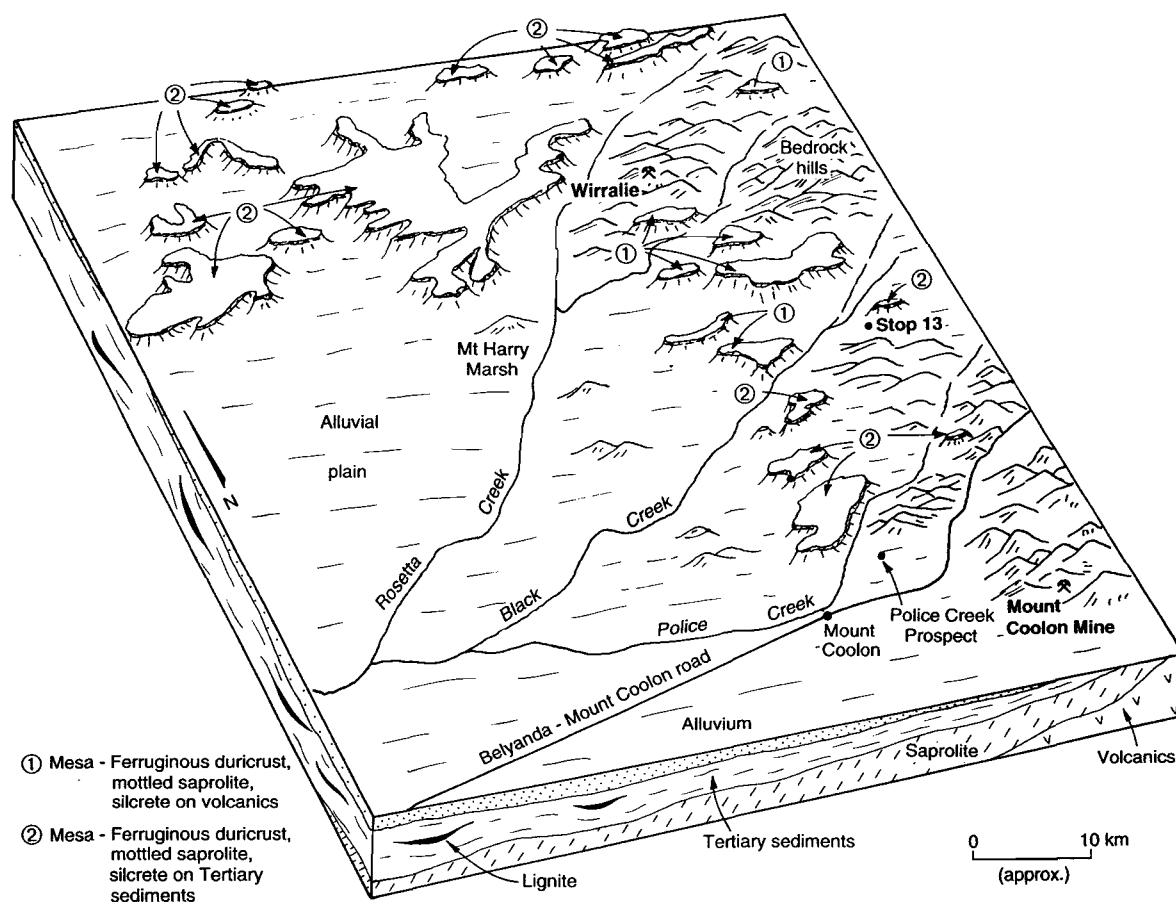 ②
②
①
②
Bedrock
hills
Wirralie
②
①
②
Stop 13
①
Mt Harry
Marsh
②
Alluvial
plain
②
N
Creek
Creek
Rosetta
Black
Police
Creek
Mount
Coolon
Police Creek
Prospect
Mount
Coolon Mine
Belyanda - Mount Coolon road
Alluvium
Saprolite
Volcanics
Tertiary sediments
Lignite
① Mesa - Ferruginous duricrust,
mottled saprolite,
silcrete on volcanics
② Mesa - Ferruginous duricrust,
mottled saprolite,
silcrete on Tertiary
sediments
0 10 km
(approx.)